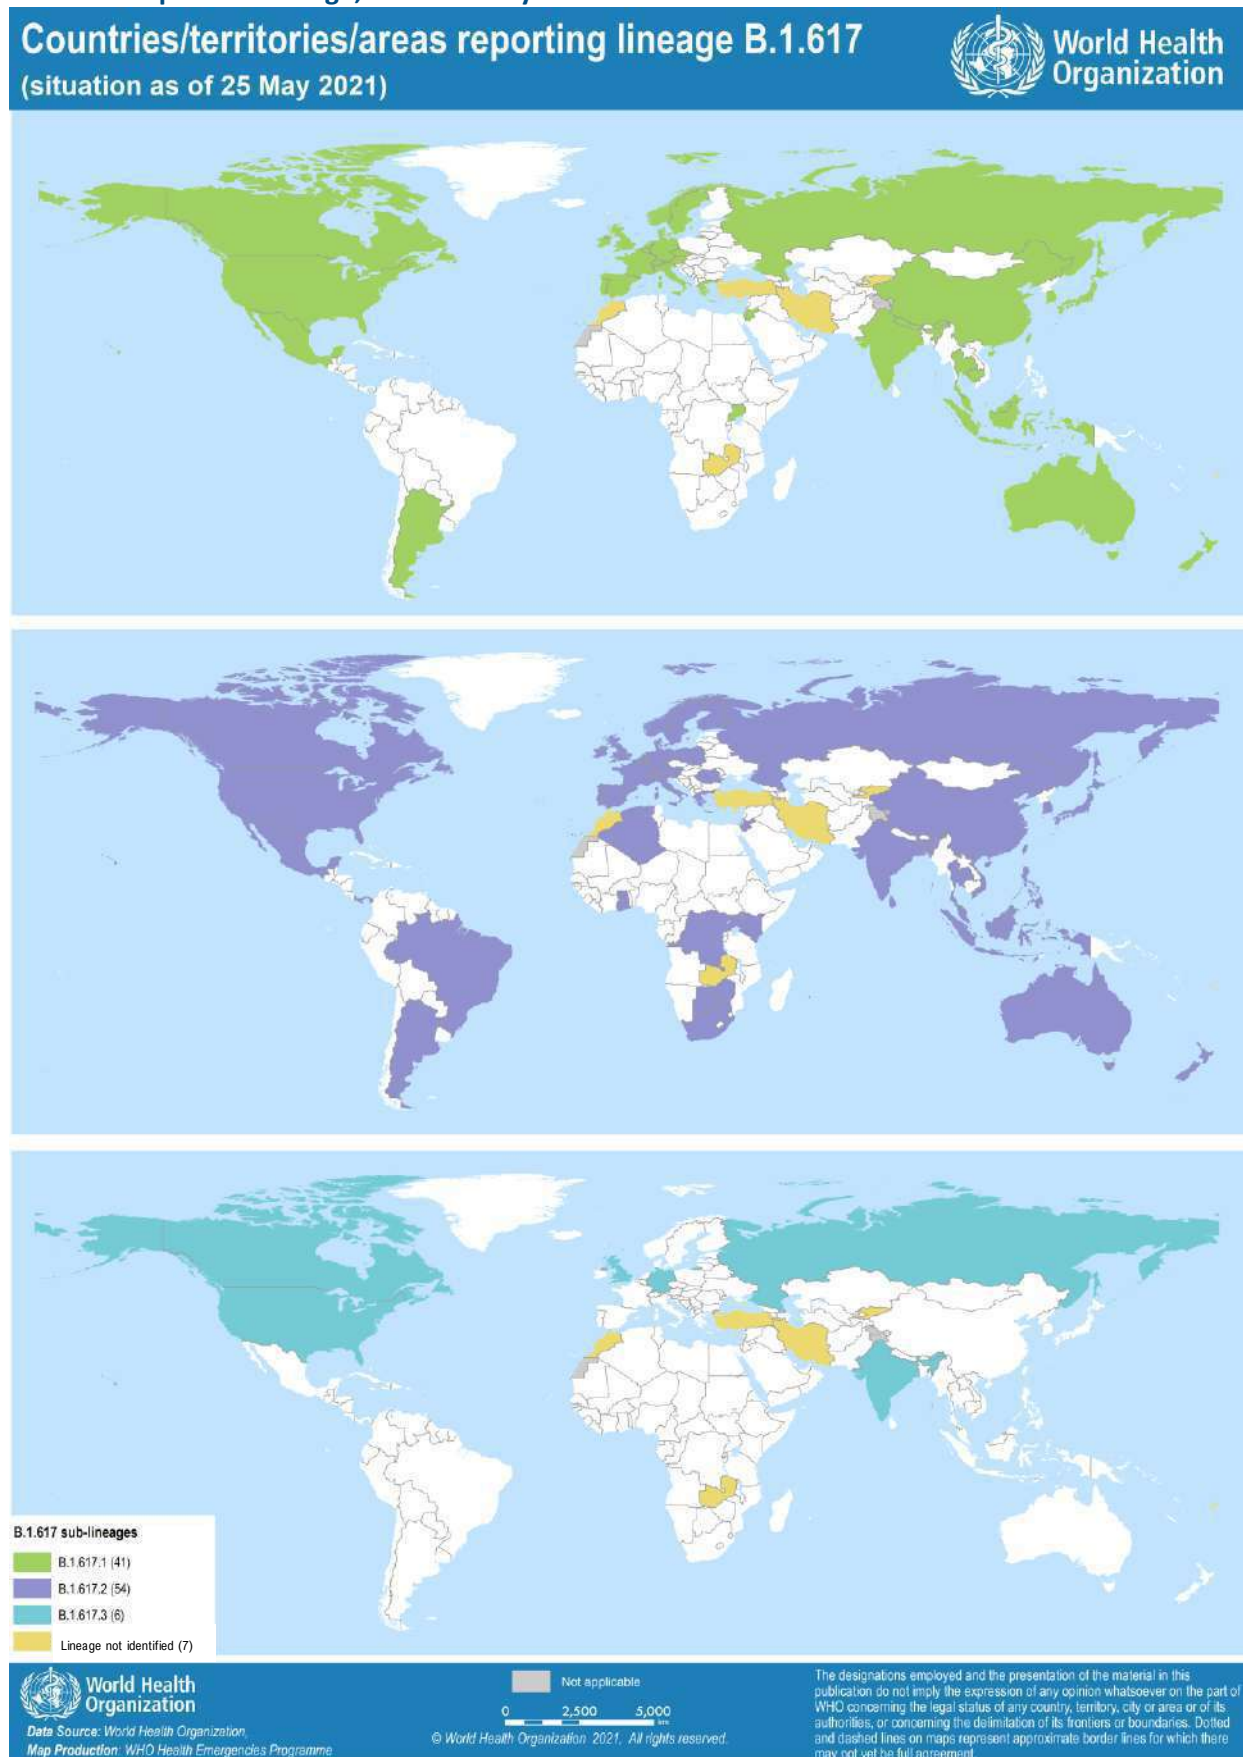 Countries/territories/areas reporting lineage B.1.617
(situation as of 25 May 2021)
World Health
Organization
B.1.617 sub-lineages
B.1.617.1 (41)
B.1.617.2 (54)
B.1.617.3 (6)
Lineage not identified (7)
World Health
Organization
Data Source: World Health Organization,
Map Production: WHO Health Emergencies Programme
Not applicable
0 2,500 5,000
km
© World Health Organization 2021, All rights reserved.
The designations employed and the presentation of the material in this
publication do not imply the expression of any opinion whatsoever on the part of
WHO concerning the legal status of any country, territory, city or area or of its
authorities, or concerning the delimitation of its frontiers or boundaries. Dotted
and dashed lines on maps represent approximate border lines for which there
may not yet be full agreement.